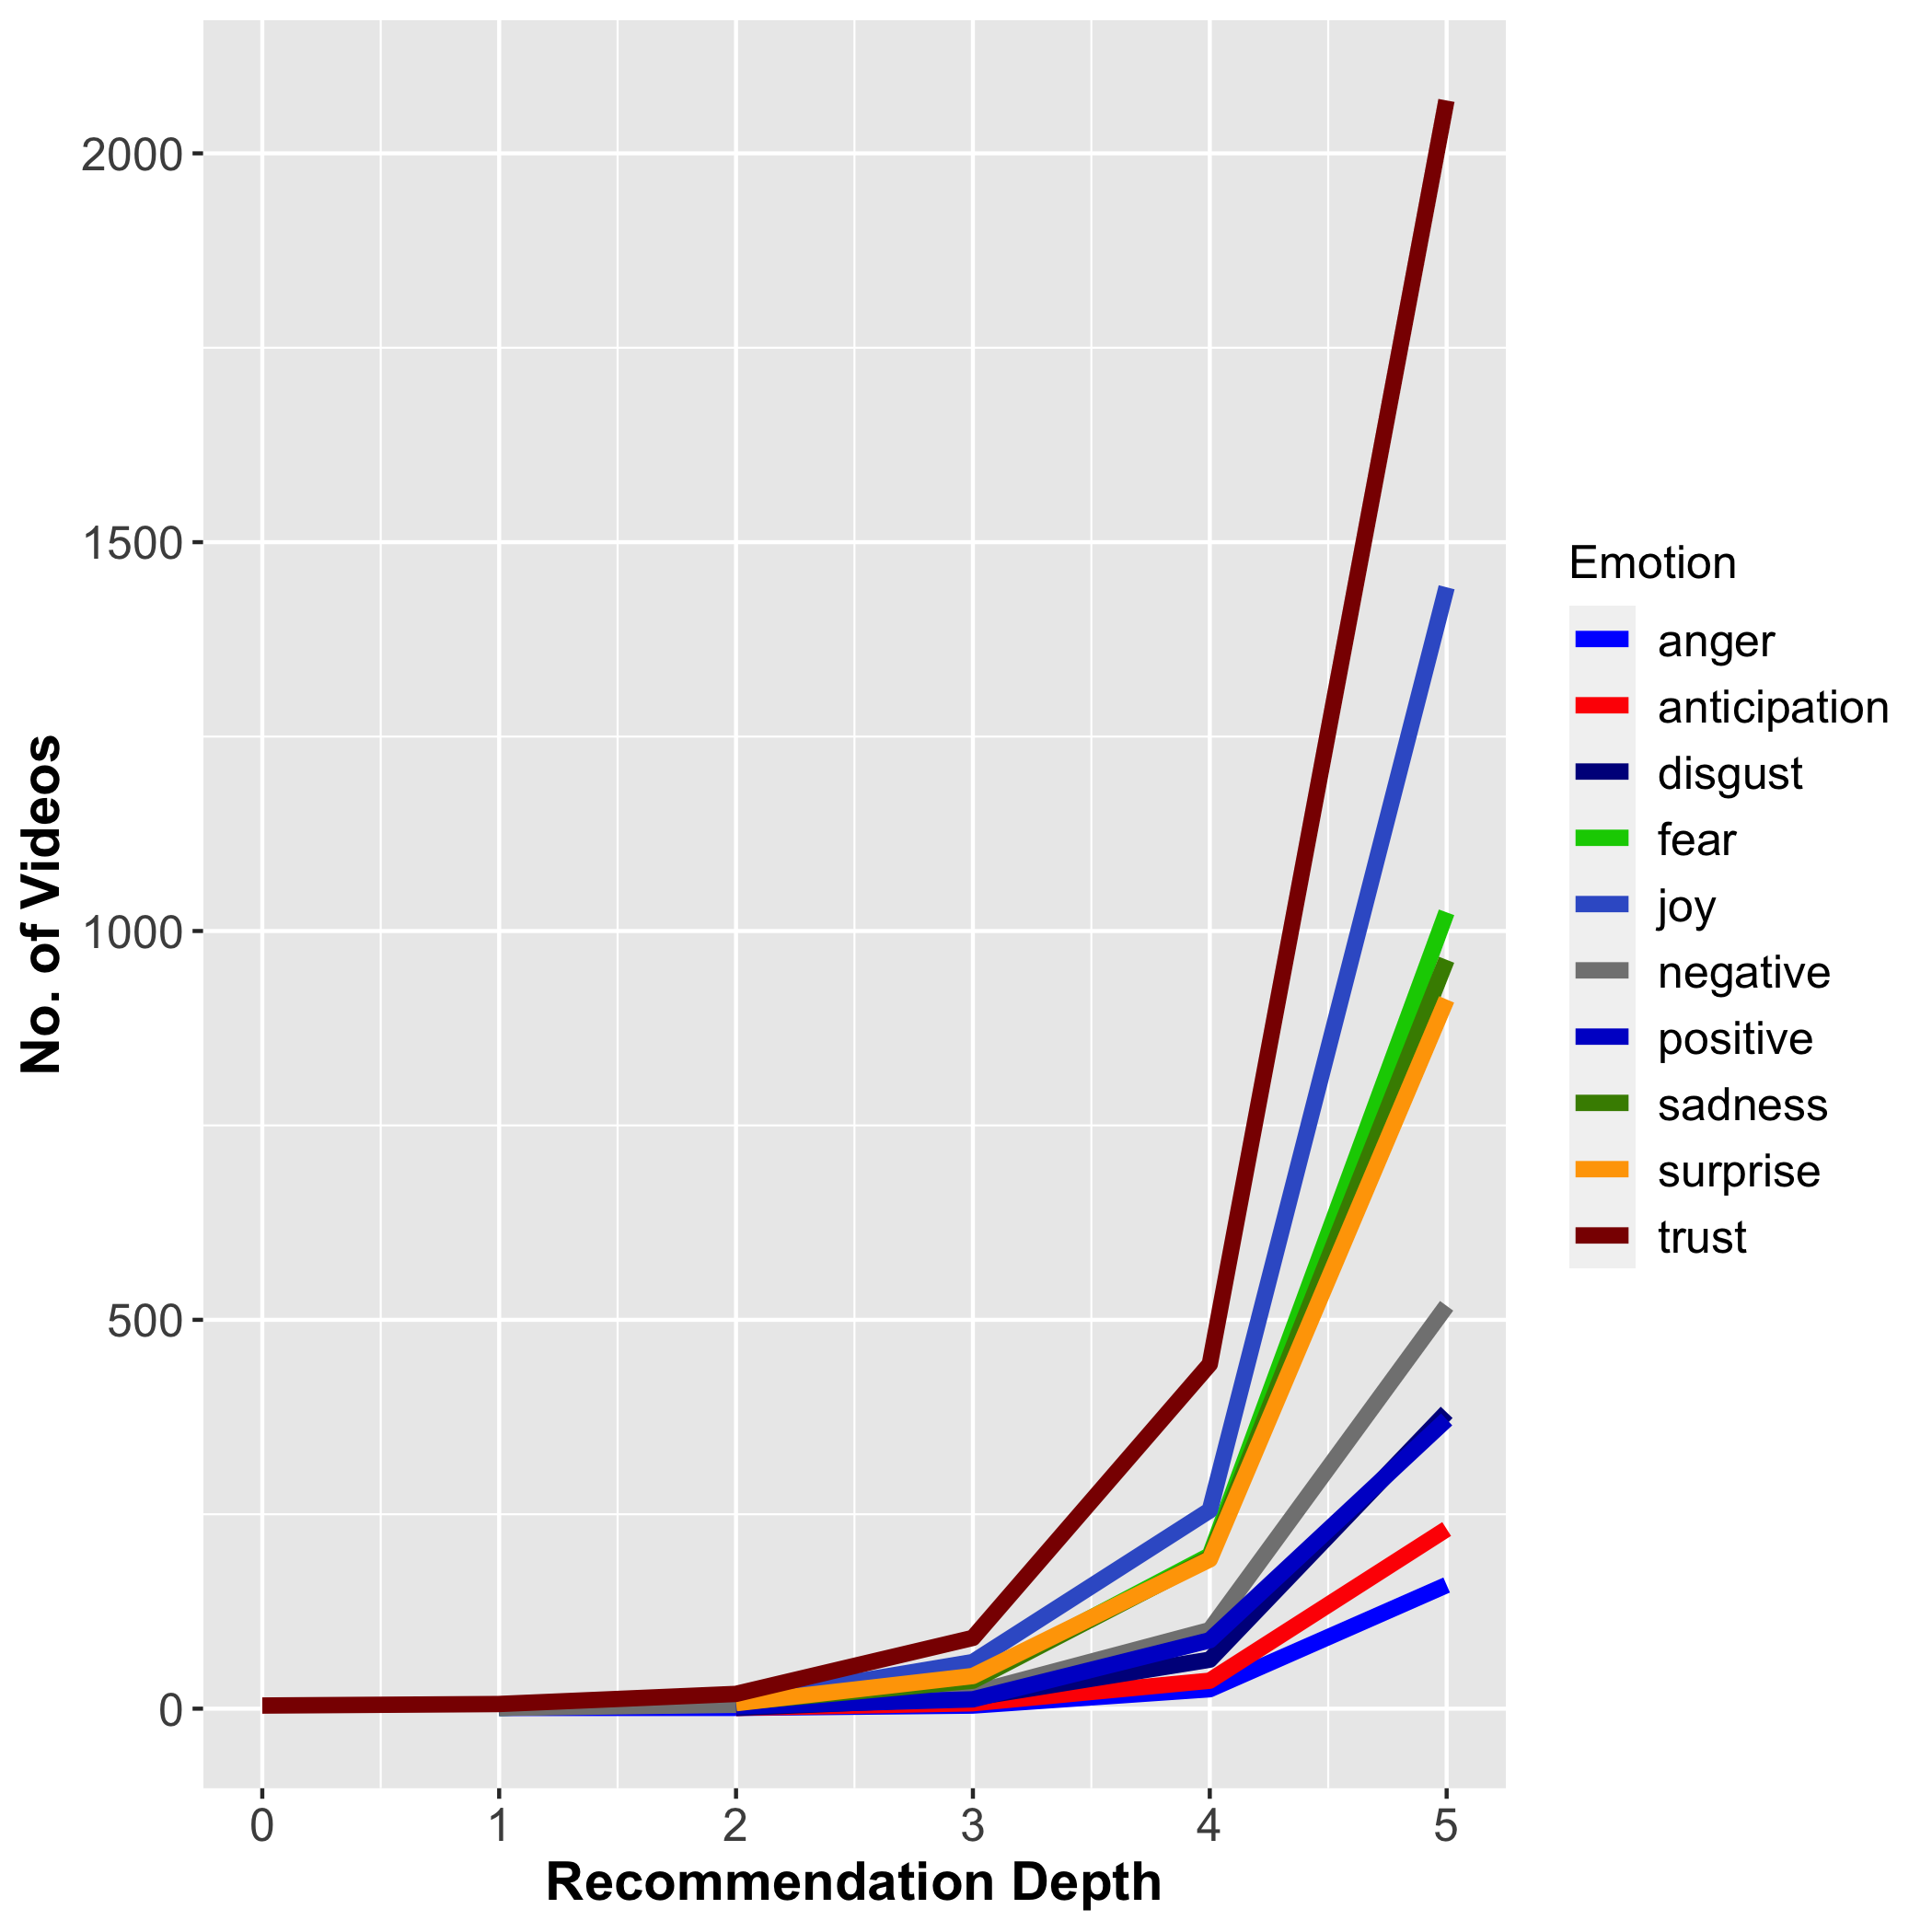 No. of Videos
2000
1500
1000
500
0
0 1 2 3 4 5
Recommendation Depth
Emotion
anger
anticipation
disgust
fear
joy
negative
positive
sadness
surprise
trust